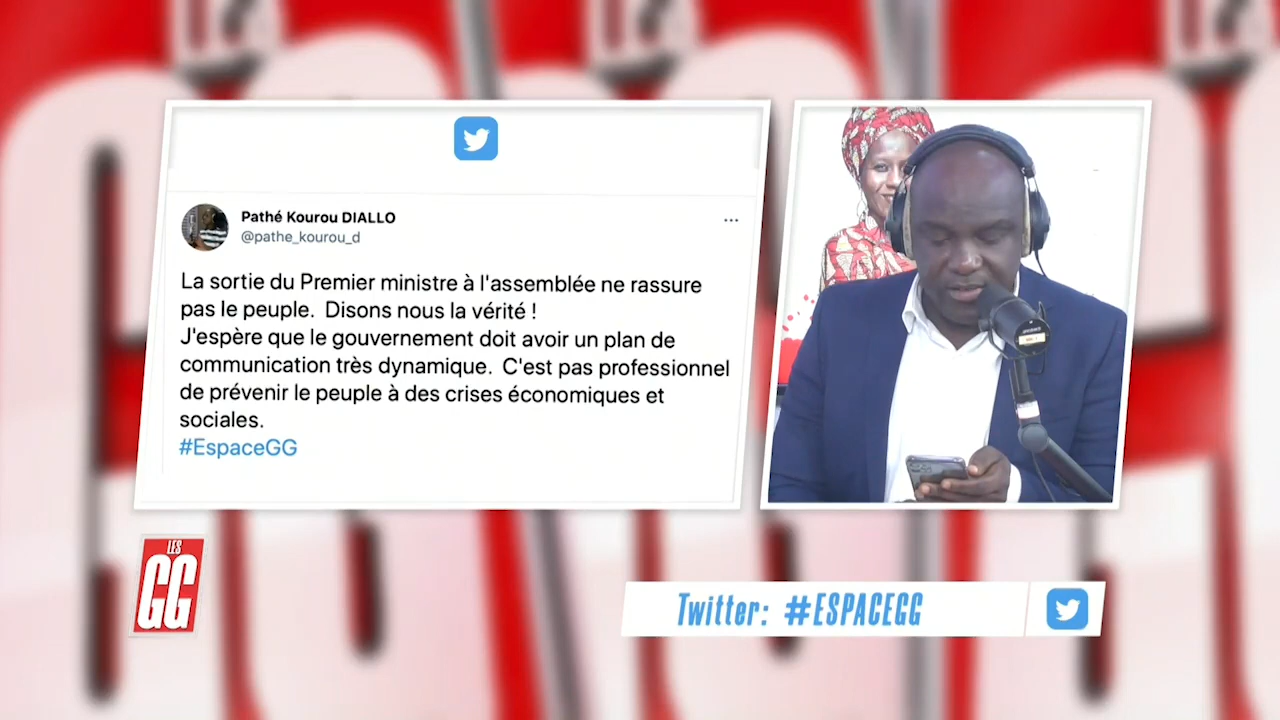 Pathé Kourou DIALLO
@pathe_kourou_d
La sortie du Premier ministre à l'assemblée ne rassure
pas le peuple. Disons nous la vérité !
J'espère que le gouvernement doit avoir un plan de
communication très dynamique. C'est pas professionnel
de prévenir le peuple à des crises économiques et
sociales.
#EspaceGG
LES
GG
Twitter: #ESPACEGG